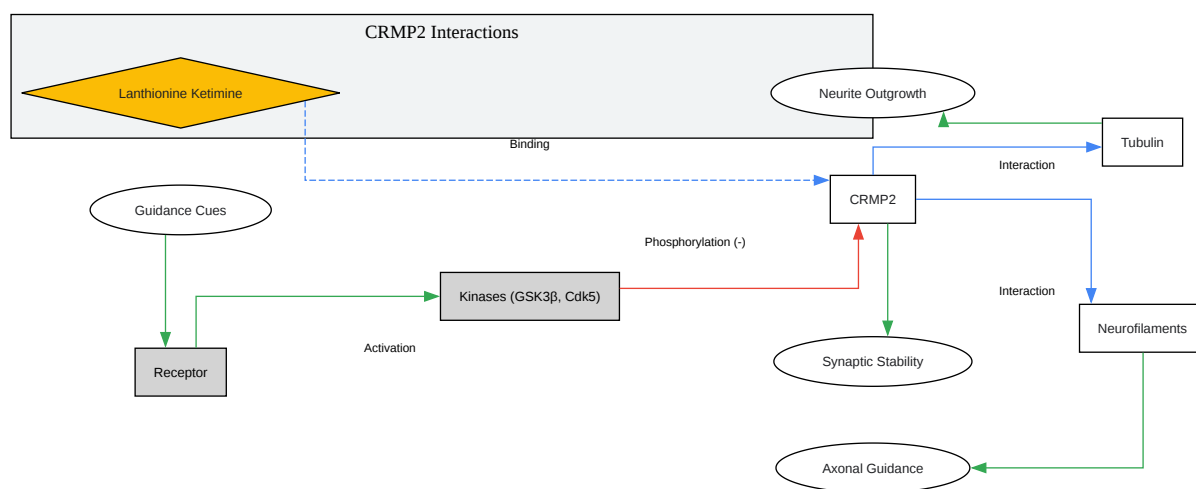 CRMP2 Interactions
Lanthionine Ketimine
Neurite Outgrowth
Tubulin
Binding
Interaction
CRMP2
Guidance Cues
Phosphorylation (-)
Kinases (GSK3β, Cdk5)
Interaction
Neurofilaments
Activation
Synaptic Stability
Receptor
Axonal Guidance